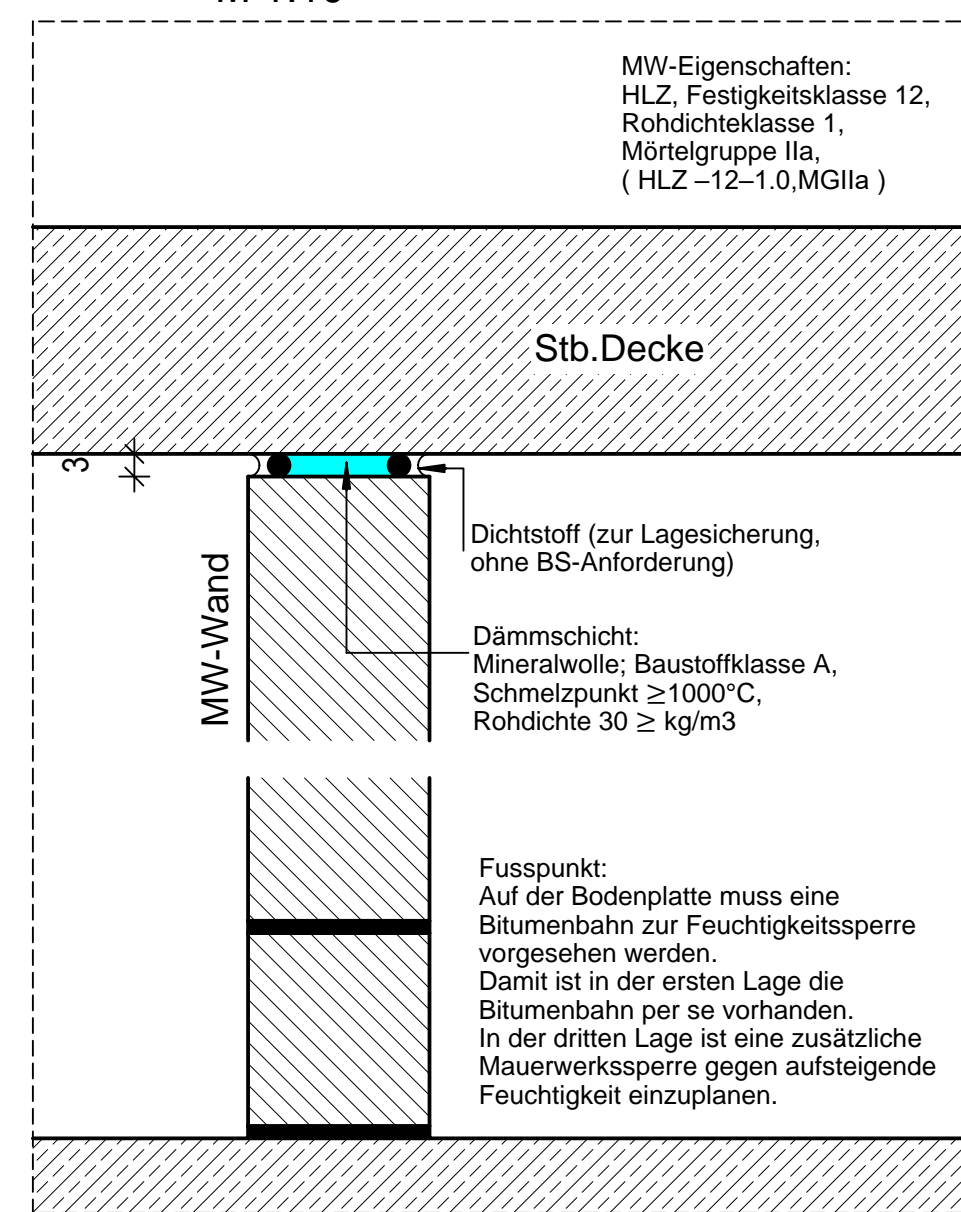 MW-Eigenschaften:
HLZ, Festigkeitsklasse 12,
Rohdichteklasse 1,
Mörtelgruppe IIa,
( HLZ –12–1.0,MGIIa )
Stb.Decke
3
MW-Wand
Dichtstoff (zur Lagesicherung,
ohne BS-Anforderung)
Dämmschicht:
Mineralwolle; Baustoffklasse A,
Schmelzpunkt ≥1000°C,
Rohdichte 30 ≥ kg/m3
Fusspunkt:
Auf der Bodenplatte muss eine
Bitumenbahn zur Feuchtigkeitssperre
vorgesehen werden.
Damit ist in der ersten Lage die
Bitumenbahn per se vorhanden.
In der dritten Lage ist eine zusätzliche
Mauerwerkssperre gegen aufsteigende
Feuchtigkeit einzuplanen.